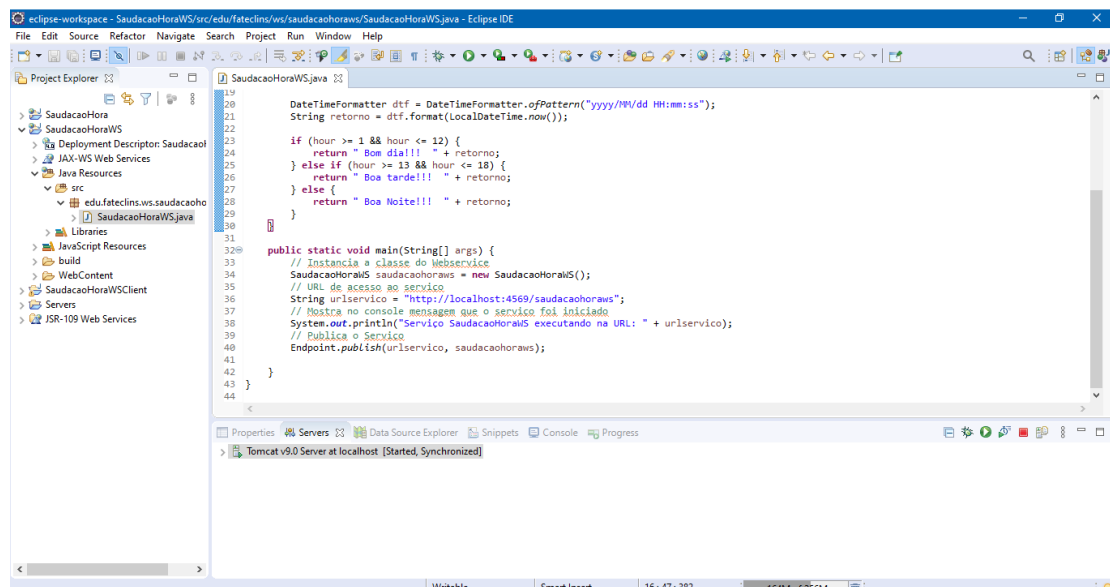 eclipse-workspace - SaudacaoHoraWS/src/edu/fateclins/ws/saudacaohoraws/SaudacaoHoraWS.java - Eclipse IDE
File Edit Source Refactor Navigate Search Project Run Window Help
Project Explorer
SaudacaoHora
SaudacaoHoraWS
Deployment Descriptor: Saudacaol
JAX-WS Web Services
Java Resources
src
edu.fateclins.ws.saudacaoho
SaudacaoHoraWS.java
Libraries
JavaScript Resources
build
WebContent
SaudacaoHoraWSClient
Servers
JSR-109 Web Services
SaudacaoHoraWS.java
19
20 DateTimeFormatter dtf = DateTimeFormatter.ofPattern("yyyy/MM/dd HH:mm:ss");
21 String retorno = dtf.format(LocalDateTime.now());
22
23 if (hour >= 1 && hour <= 12) {
24 return " Bom dia!!! " + retorno;
25 } else if (hour >= 13 && hour <= 18) {
26 return " Boa tarde!!! " + retorno;
27 } else {
28 return " Boa Noite!!! " + retorno;
29 }
30 }
31
32 public static void main(String[] args) {
33 // Instancia a classe do Webservice
34 SaudacaoHoraWS saudacaohoraws = new SaudacaoHoraWS();
35 // URL de acesso ao serviço
36 String urlservico = "http://localhost:4569/saudacaohoraws";
37 // Mostra no console mensagem que o serviço foi iniciado
38 System.out.println("Serviço SaudacaoHoraWS executando na URL: " + urlservico);
39 // Publica o Serviço
40 Endpoint.publish(urlservico, saudacaohoraws);
41
42 }
43 }
44
Properties Servers Data Source Explorer Snippets Console Progress
Tomcat v9.0 Server at localhost [Started, Synchronized]
Writable Smart Insert 16 : 47 : 382